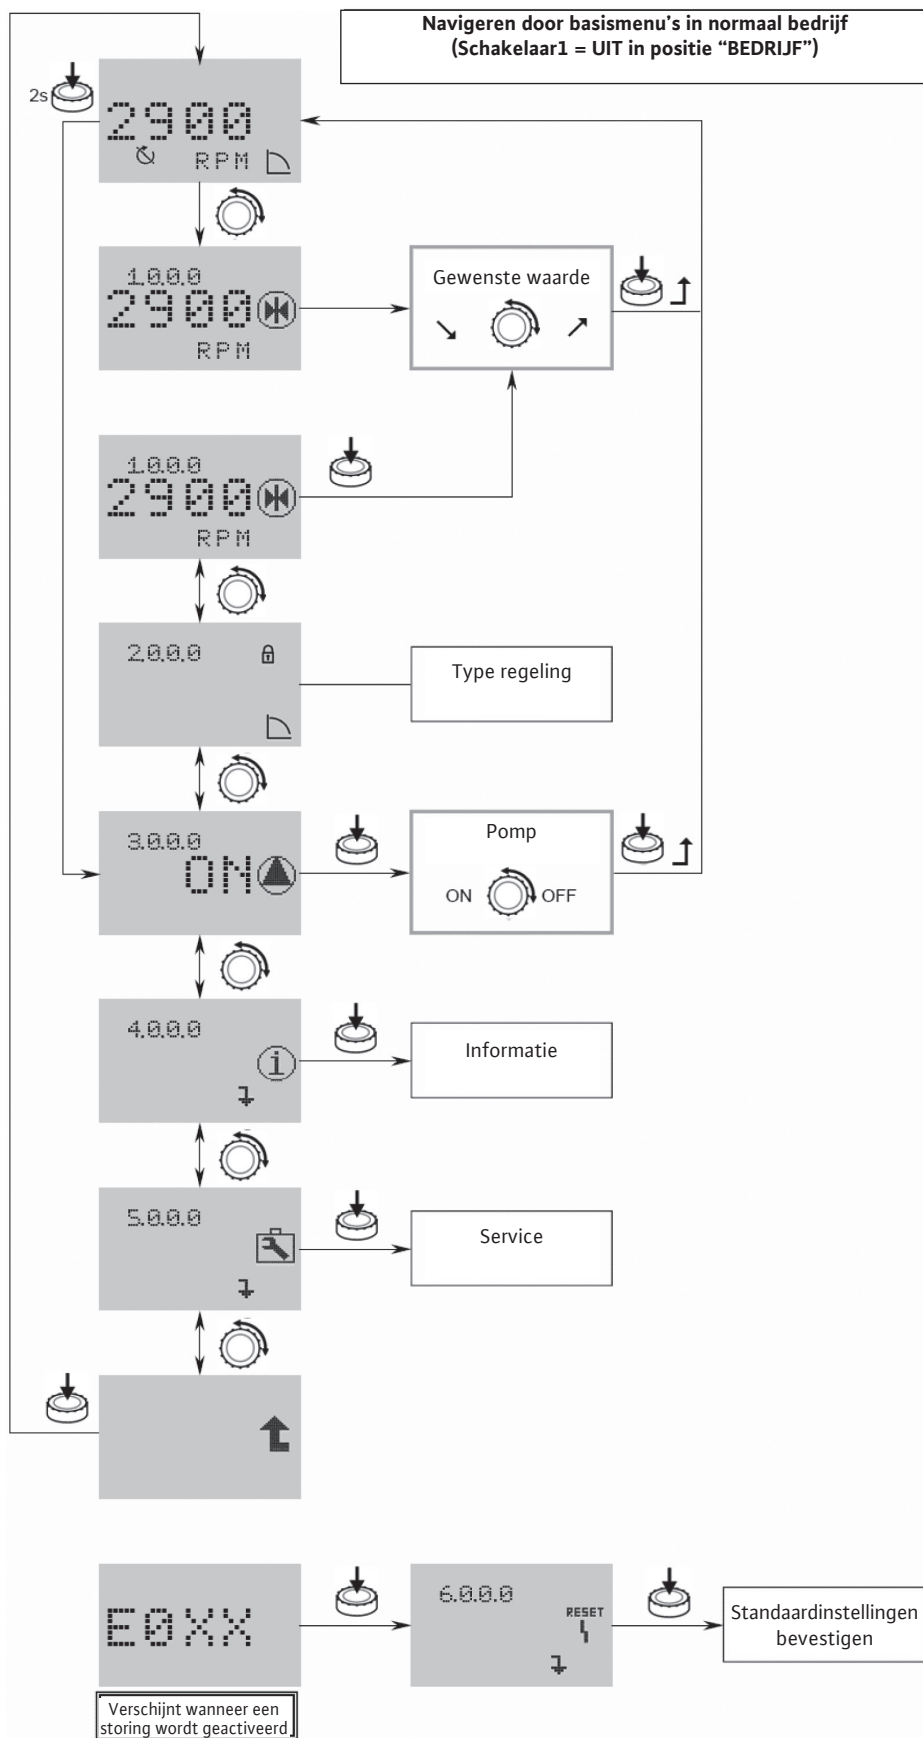 Navigeren door basismenu's in normaal bedrijf
(Schakelaar1 = UIT in positie “BEDRIJF”)
2s
2900
RPM
1.0.0.0
2900
RPM
Gewenste waarde
1.0.0.0
2900
RPM
2.0.0.0
Type regeling
3.0.0.0
ON
Pomp
ON OFF
4.0.0.0
i
Informatie
5.0.0.0
Service
E0XX
6.0.0.0
RESET
Standaardinstellingen
bevestigen
Verschijnt wanneer een
storing wordt geactiveerd